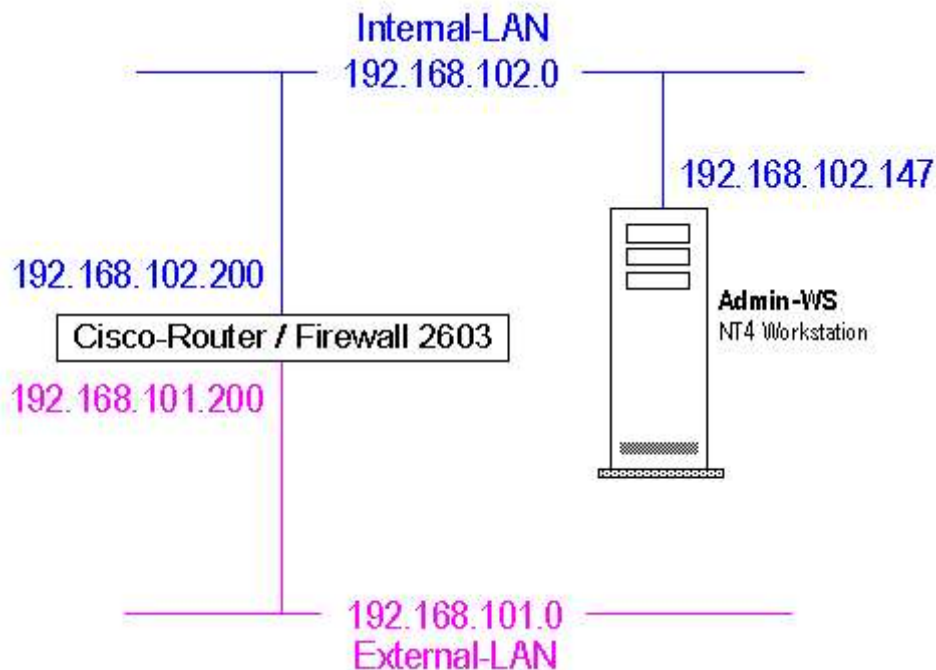 Internal-LAN
192.168.102.0
192.168.102.147
192.168.102.200
Admin-WS
NT4 Workstation
Cisco-Router / Firewall 2603
192.168.101.200
192.168.101.0
External-LAN